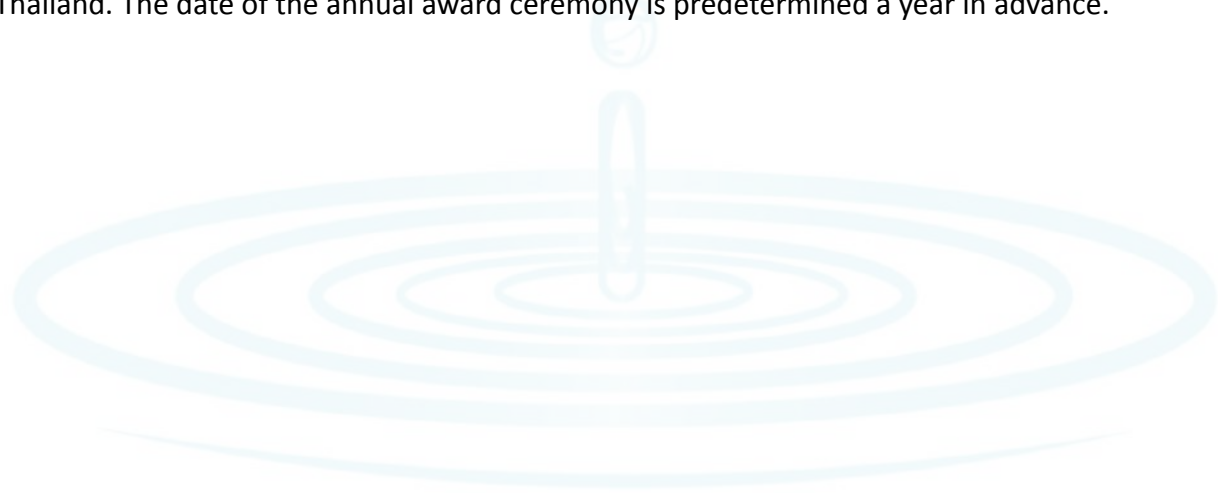 Thailand. The date of the annual award ceremony is predetermined a year in advance.